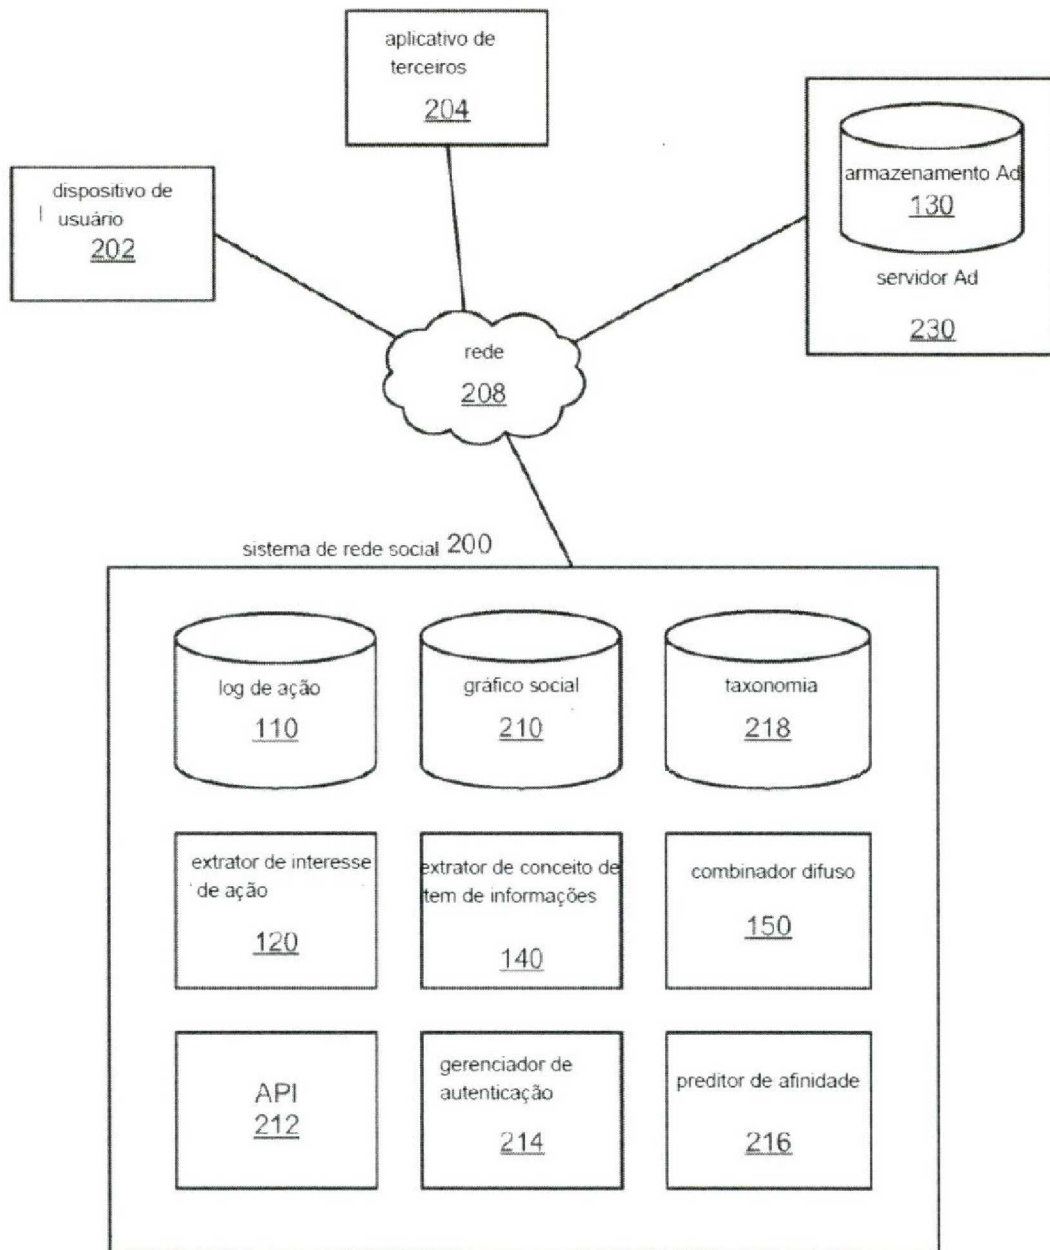 aplicativo de
terceiros
204
armazenamento Ad
130
servidor Ad
230
dispositivo de
usuário
202
rede
208
sistema de rede social 200
log de ação
110
gráfico social
210
taxonomia
218
extrator de interesse
de ação
120
extrator de conceito de
tem de informações
140
combinador difuso
150
API
212
gerenciador de
autenticação
214
preditor de afinidade
216